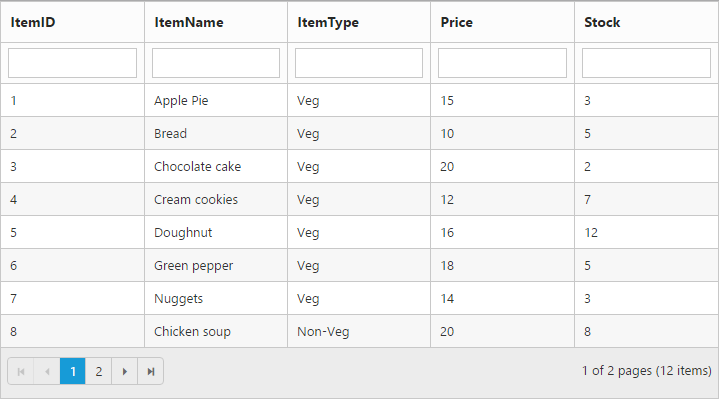 ItemID ItemName ItemType Price Stock
1 Apple Pie Veg 15 3
2 Bread Veg 10 5
3 Chocolate cake Veg 20 2
4 Cream cookies Veg 12 7
5 Doughnut Veg 16 12
6 Green pepper Veg 18 5
7 Nuggets Veg 14 3
8 Chicken soup Non-Veg 20 8
1 2 1 of 2 pages (12 items)